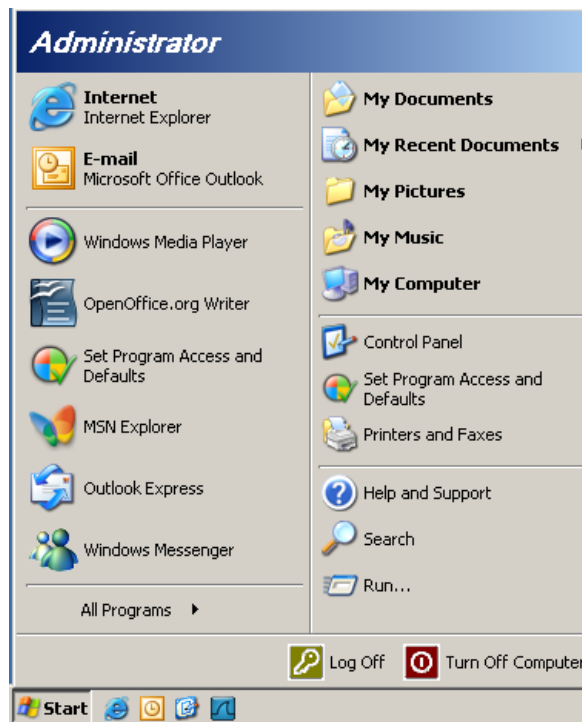 Administrator
Internet
Internet Explorer
E-mail
Microsoft Office Outlook
Windows Media Player
OpenOffice.org Writer
Set Program Access and
Defaults
MSN Explorer
Outlook Express
Windows Messenger
All Programs
My Documents
My Recent Documents
My Pictures
My Music
My Computer
Control Panel
Set Program Access and
Defaults
Printers and Faxes
Help and Support
Search
Run...
Log Off
Turn Off Computer
Start